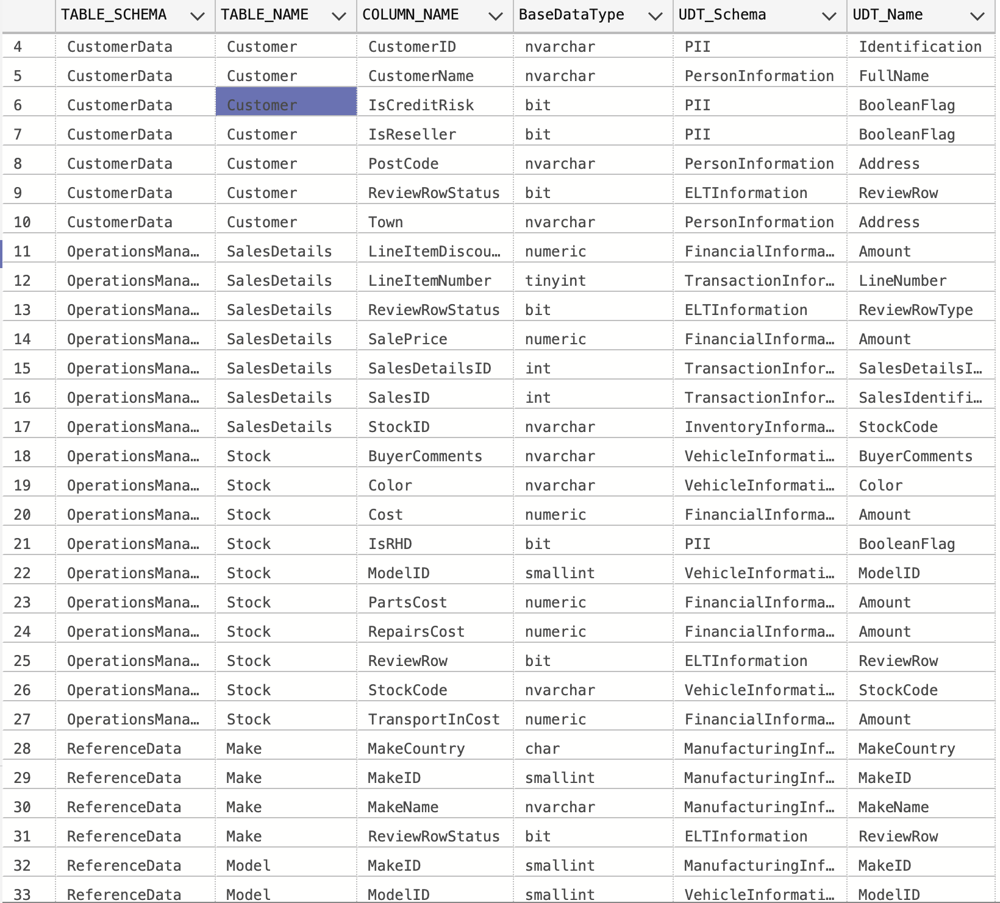 TABLE_SCHEMA TABLE_NAME COLUMN_NAME BaseDataType UDT_Schema UDT_Name
4 CustomerData Customer CustomerID nvarchar PII Identification
5 CustomerData Customer CustomerName nvarchar PersonInformation FullName
6 CustomerData Customer IsCreditRisk bit PII BooleanFlag
7 CustomerData Customer IsReseller bit PII BooleanFlag
8 CustomerData Customer PostCode nvarchar PersonInformation Address
9 CustomerData Customer ReviewRowStatus bit ELTInformation ReviewRow
10 CustomerData Customer Town nvarchar PersonInformation Address
11 OperationsMana… SalesDetails LineItemDiscou… numeric FinancialInforma… Amount
12 OperationsMana… SalesDetails LineItemNumber tinyint TransactionInfor… LineNumber
13 OperationsMana… SalesDetails ReviewRowStatus bit ELTInformation ReviewRowType
14 OperationsMana… SalesDetails SalePrice numeric FinancialInforma… Amount
15 OperationsMana… SalesDetails SalesDetailsID int TransactionInfor… SalesDetailsI…
16 OperationsMana… SalesDetails SalesID int TransactionInfor… SalesIdentifi…
17 OperationsMana… SalesDetails StockID nvarchar InventoryInforma… StockCode
18 OperationsMana… Stock BuyerComments nvarchar VehicleInformati… BuyerComments
19 OperationsMana… Stock Color nvarchar VehicleInformati… Color
20 OperationsMana… Stock Cost numeric FinancialInforma… Amount
21 OperationsMana… Stock IsRHD bit PII BooleanFlag
22 OperationsMana… Stock ModelID smallint VehicleInformati… ModelID
23 OperationsMana… Stock PartsCost numeric FinancialInforma… Amount
24 OperationsMana… Stock RepairsCost numeric FinancialInforma… Amount
25 OperationsMana… Stock ReviewRow bit ELTInformation ReviewRow
26 OperationsMana… Stock StockCode nvarchar VehicleInformati… StockCode
27 OperationsMana… Stock TransportInCost numeric FinancialInforma… Amount
28 ReferenceData Make MakeCountry char ManufacturingInf… MakeCountry
29 ReferenceData Make MakeID smallint ManufacturingInf… MakeID
30 ReferenceData Make MakeName nvarchar ManufacturingInf… MakeName
31 ReferenceData Make ReviewRowStatus bit ELTInformation ReviewRow
32 ReferenceData Model MakeID smallint ManufacturingInf… MakeID
33 ReferenceData Model ModelID smallint VehicleInformati… ModelID